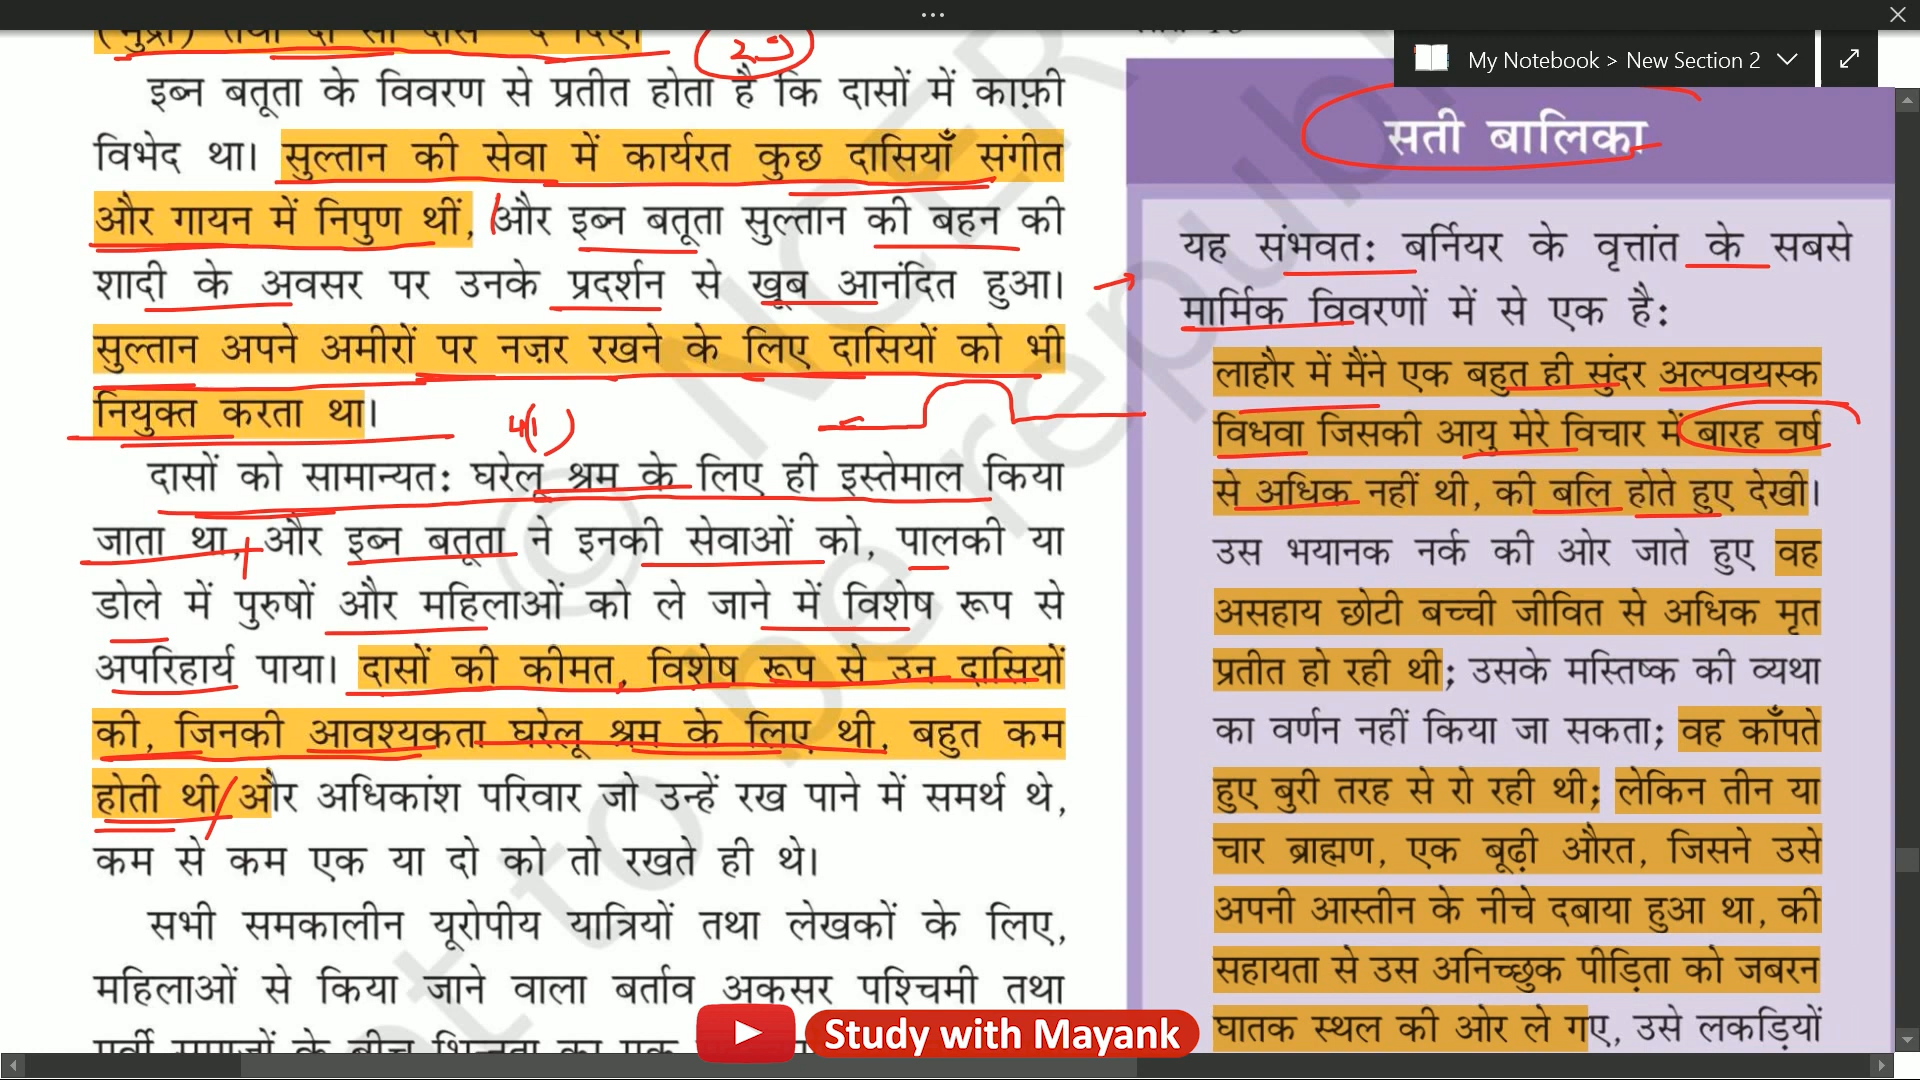 ...
My Notebook > New Section 2
(मुद्रा) तथा दो सौ दास दे दिए।
20
इब्न बतूता के विवरण से प्रतीत होता है कि दासों में काफ़ी
विभेद था। सुल्तान की सेवा में कार्यरत कुछ दासियाँ संगीत
और गायन में निपुण थीं, और इब्न बतूता सुल्तान की बहन की
शादी के अवसर पर उनके प्रदर्शन से खूब आनंदित हुआ।
सुल्तान अपने अमीरों पर नज़र रखने के लिए दासियों को भी
नियुक्त करता था।
दासों को सामान्यत: घरेलू श्रम के लिए ही इस्तेमाल किया
जाता था, और इब्न बतूता ने इनकी सेवाओं को, पालकी या
डोले में पुरुषों और महिलाओं को ले जाने में विशेष रूप से
अपरिहार्य पाया। दासों की कीमत, विशेष रूप से उन दासियों
की, जिनकी आवश्यकता घरेलू श्रम के लिए थी, बहुत कम
होती थी और अधिकांश परिवार जो उन्हें रख पाने में समर्थ थे,
कम से कम एक या दो को तो रखते ही थे।
सभी समकालीन यूरोपीय यात्रियों तथा लेखकों के लिए,
महिलाओं से किया जाने वाला बर्ताव अकसर पश्चिमी तथा
सती बालिका
यह संभवत: बर्नियर के वृत्तांत के सबसे
मार्मिक विवरणों में से एक है:
लाहौर में मैंने एक बहुत ही सुंदर अल्पवयस्क
विधवा जिसकी आयु मेरे विचार में बारह वर्ष
से अधिक नहीं थी, की बलि होते हुए देखी।
उस भयानक नर्क की ओर जाते हुए वह
असहाय छोटी बच्ची जीवित से अधिक मृत
प्रतीत हो रही थी; उसके मस्तिष्क की व्यथा
का वर्णन नहीं किया जा सकता; वह काँपते
हुए बुरी तरह से रो रही थी; लेकिन तीन या
चार ब्राह्मण, एक बूढ़ी औरत, जिसने उसे
अपनी आस्तीन के नीचे दबाया हुआ था, की
सहायता से उस अनिच्छुक पीड़िता को जबरन
घातक स्थल की ओर ले गए, उसे लकड़ियों
Study with Mayank